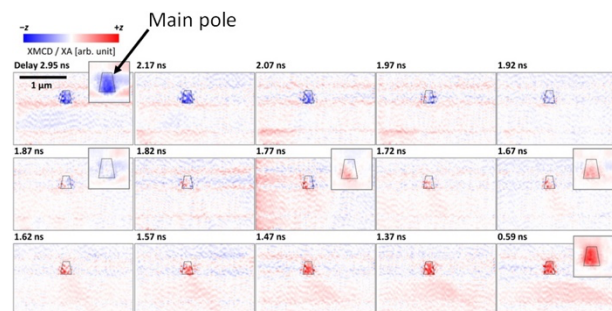 −z +z Main pole
XMCD / XA [arb. unit]
Delay 2.95 ns 2.17 ns 2.07 ns 1.97 ns 1.92 ns
1 μm
1.87 ns 1.82 ns 1.77 ns 1.72 ns 1.67 ns
1.62 ns 1.57 ns 1.47 ns 1.37 ns 0.59 ns